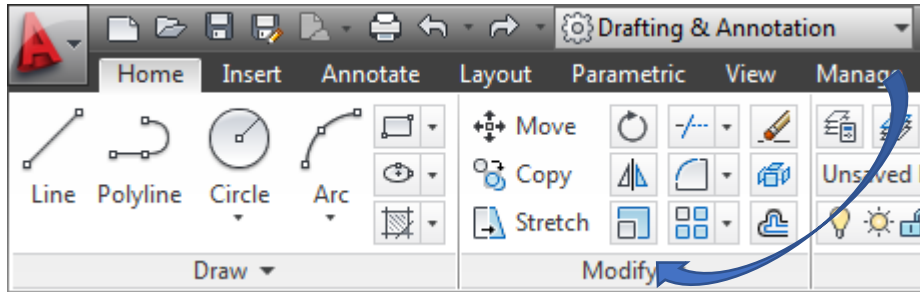 Drafting & Annotation
Home Insert Annotate Layout Parametric View Manage
Move
Line Polyline Circle Arc Copy Unsaved
Stretch
Draw Modify